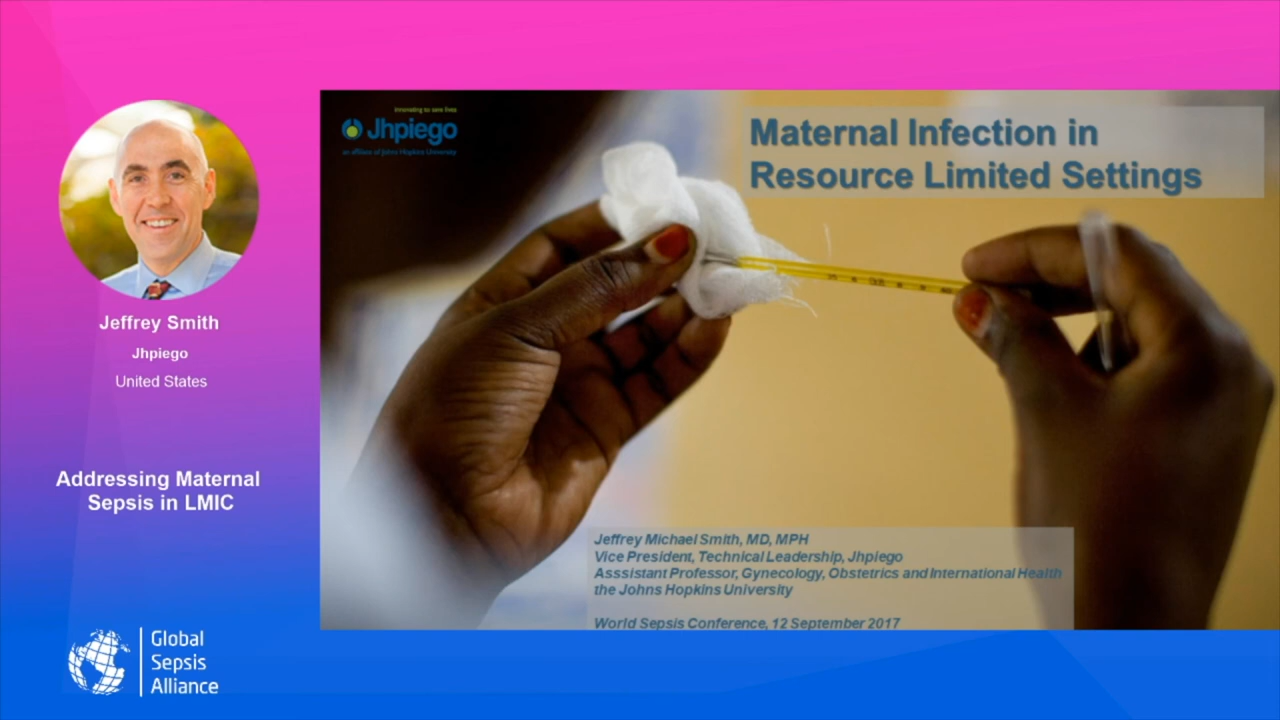 Jeffrey Smith
Jhpiego
United States
Addressing Maternal
Sepsis in LMIC
Global
Sepsis
Alliance
innovating to save lives
Jhpiego
an affiliate of Johns Hopkins University
Maternal Infection in
Resource Limited Settings
Jeffrey Michael Smith, MD, MPH
Vice President, Technical Leadership, Jhpiego
Asssistant Professor, Gynecology, Obstetrics and International Health
the Johns Hopkins University
World Sepsis Conference, 12 September 2017